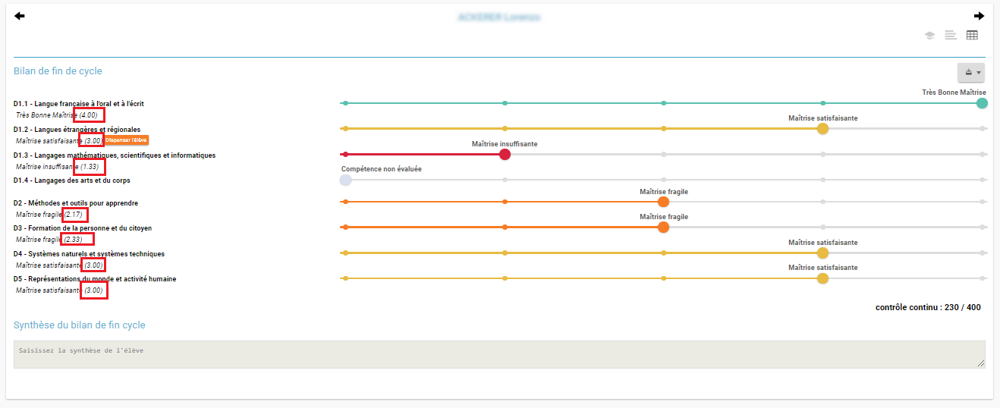 ACKERER Lorenzo
Bilan de fin de cycle
Très Bonne Maîtrise
D1.1 - Langue française à l'oral et à l'écrit
Très Bonne Maîtrise (4.00)
Maîtrise satisfaisante
D1.2 - Langues étrangères et régionales
Maîtrise satisfaisante (3.00) Dispenser l'élève
Maîtrise insuffisante
D1.3 - Langages mathématiques, scientifiques et informatiques
Maîtrise insuffisante (1.33)
Compétence non évaluée
D1.4 - Langages des arts et du corps
Maîtrise fragile
D2 - Méthodes et outils pour apprendre
Maîtrise fragile (2.17)
Maîtrise fragile
D3 - Formation de la personne et du citoyen
Maîtrise fragile (2.33)
Maîtrise satisfaisante
D4 - Systèmes naturels et systèmes techniques
Maîtrise satisfaisante (3.00)
Maîtrise satisfaisante
D5 - Représentations du monde et activité humaine
Maîtrise satisfaisante (3.00)
contrôle continu : 230 / 400
Synthèse du bilan de fin cycle
Saisissez la synthèse de l'élève